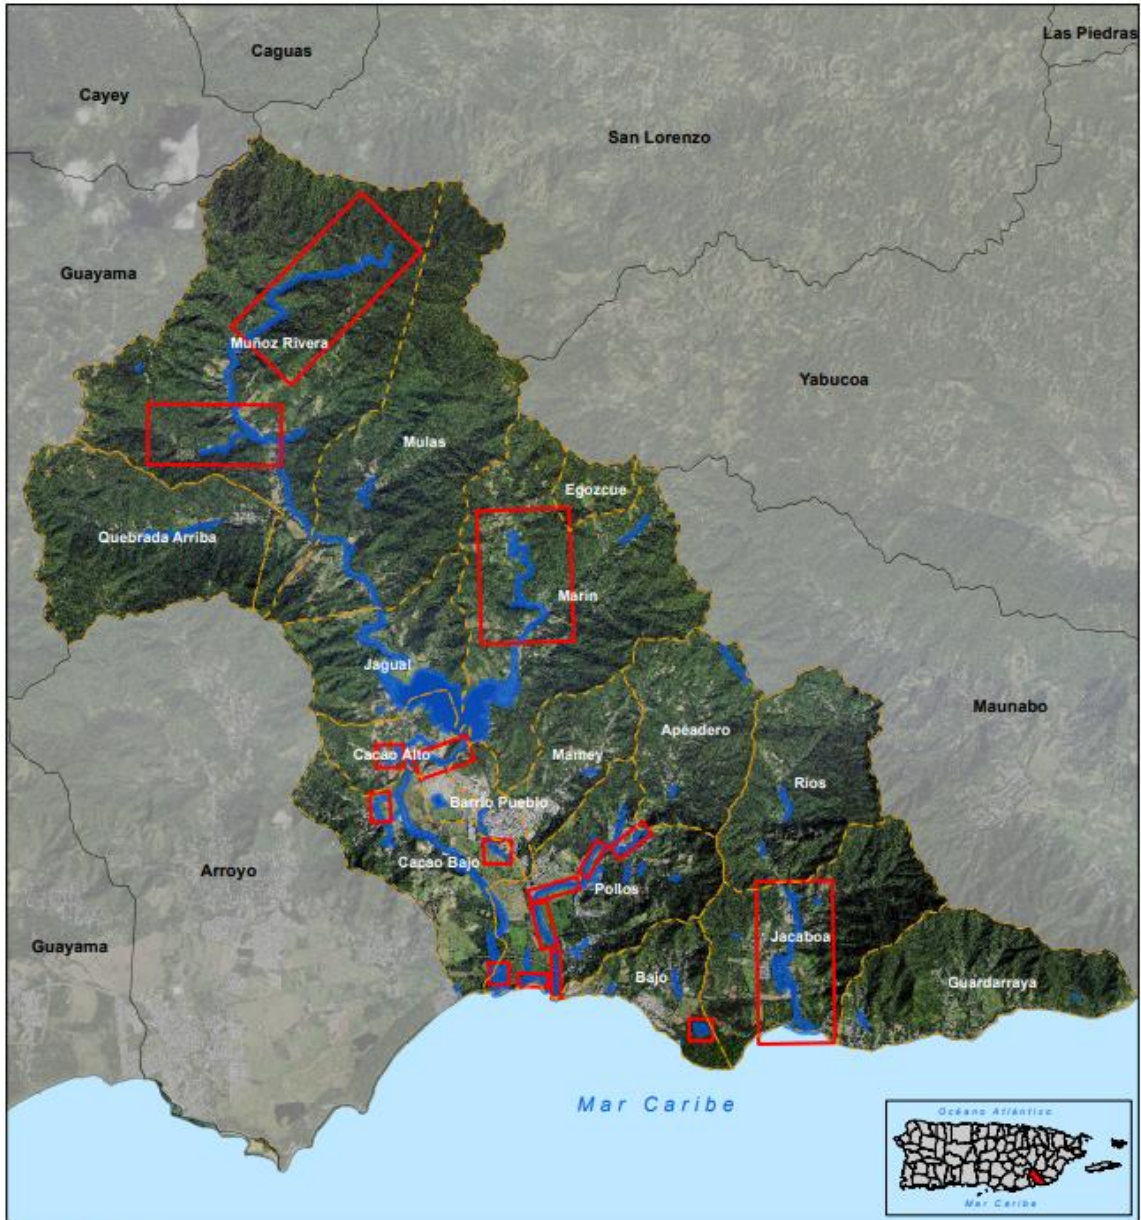 Las Piedras
Caguas
Cayey
San Lorenzo
Guayama
Muñoz Rivera
Yabucoa
Mulas
Egozcue
Quebrada Arriba
Marín
Jagual
Maunabo
Apeadero
Cacao Alto
Mamey
Ríos
Barrio Pueblo
Cacao Bajo
Arroyo
Pollos
Jacaboa
Guayama
Bajo
Guardarraya
Mar Caribe
Océano Atlántico
Mar Caribe